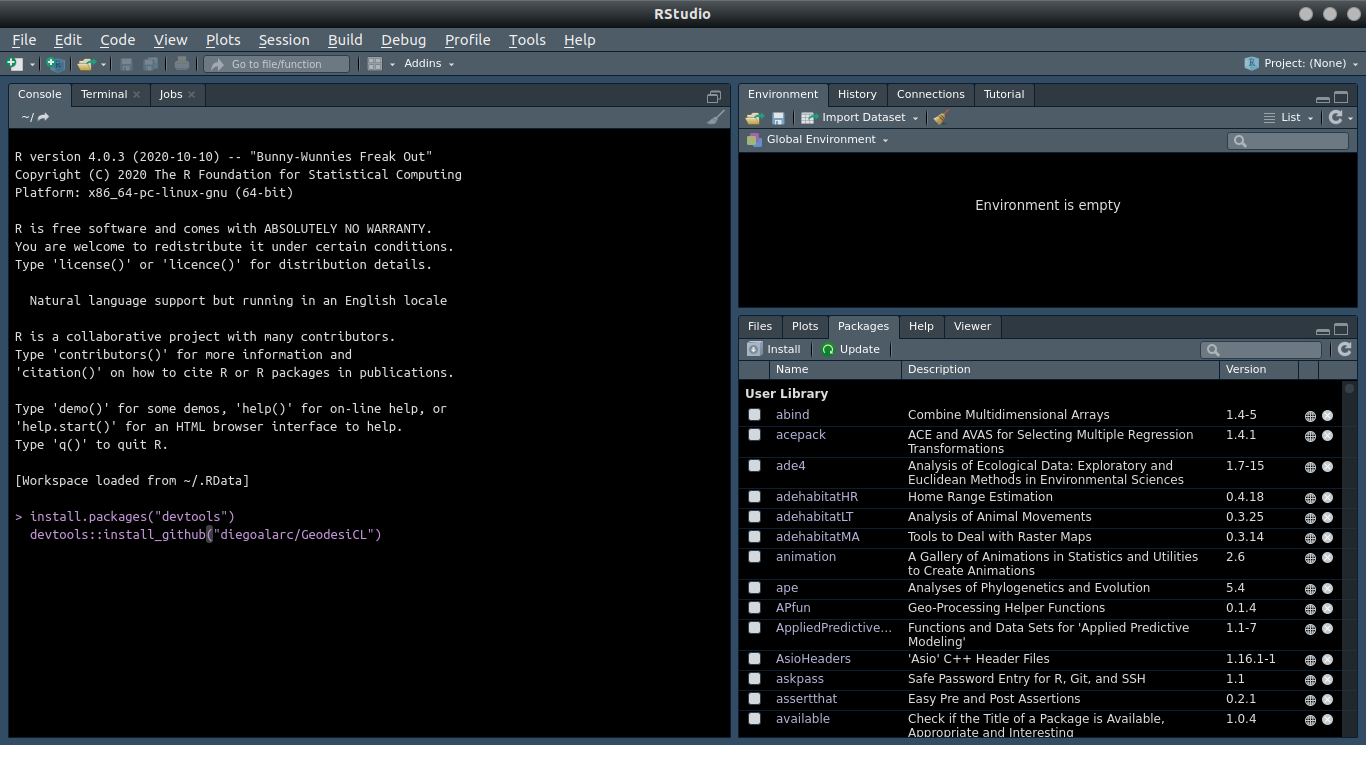 RStudio
File Edit Code View Plots Session Build Debug Profile Tools Help
Go to file/function Addins Project: (None)
Console Terminal Jobs
~/
R version 4.0.3 (2020-10-10) -- "Bunny-Wunnies Freak Out"
Copyright (C) 2020 The R Foundation for Statistical Computing
Platform: x86_64-pc-linux-gnu (64-bit)
R is free software and comes with ABSOLUTELY NO WARRANTY.
You are welcome to redistribute it under certain conditions.
Type 'license()' or 'licence()' for distribution details.
Natural language support but running in an English locale
R is a collaborative project with many contributors.
Type 'contributors()' for more information and
'citation()' on how to cite R or R packages in publications.
Type 'demo()' for some demos, 'help()' for on-line help, or
'help.start()' for an HTML browser interface to help.
Type 'q()' to quit R.
[Workspace loaded from ~/.RData]
> install.packages("devtools")
devtools::install_github("diegoalarc/GeodesiCL")
Environment History Connections Tutorial
Import Dataset List
Global Environment
Environment is empty
Files Plots Packages Help Viewer
Install Update
Name Description Version
User Library
abind Combine Multidimensional Arrays 1.4-5
acepack ACE and AVAS for Selecting Multiple Regression 1.4.1
Transformations
ade4 Analysis of Ecological Data: Exploratory and 1.7-15
Euclidean Methods in Environmental Sciences
adehabitatHR Home Range Estimation 0.4.18
adehabitatLT Analysis of Animal Movements 0.3.25
adehabitatMA Tools to Deal with Raster Maps 0.3.14
animation A Gallery of Animations in Statistics and Utilities 2.6
to Create Animations
ape Analyses of Phylogenetics and Evolution 5.4
APfun Geo-Processing Helper Functions 0.1.4
AppliedPredictive... Functions and Data Sets for 'Applied Predictive 1.1-7
Modeling'
AsioHeaders 'Asio' C++ Header Files 1.16.1-1
askpass Safe Password Entry for R, Git, and SSH 1.1
assertthat Easy Pre and Post Assertions 0.2.1
available Check if the Title of a Package is Available, 1.0.4
Appropriate and Interesting